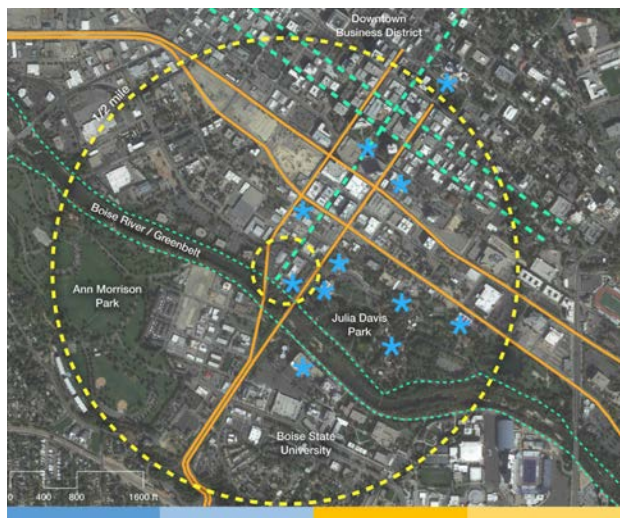 Downtown
Business District
1/2 mile
Boise River / Greenbelt
Ann Morrison
Park
Julia Davis
Park
Boise State
University
0 400 800 1600 ft